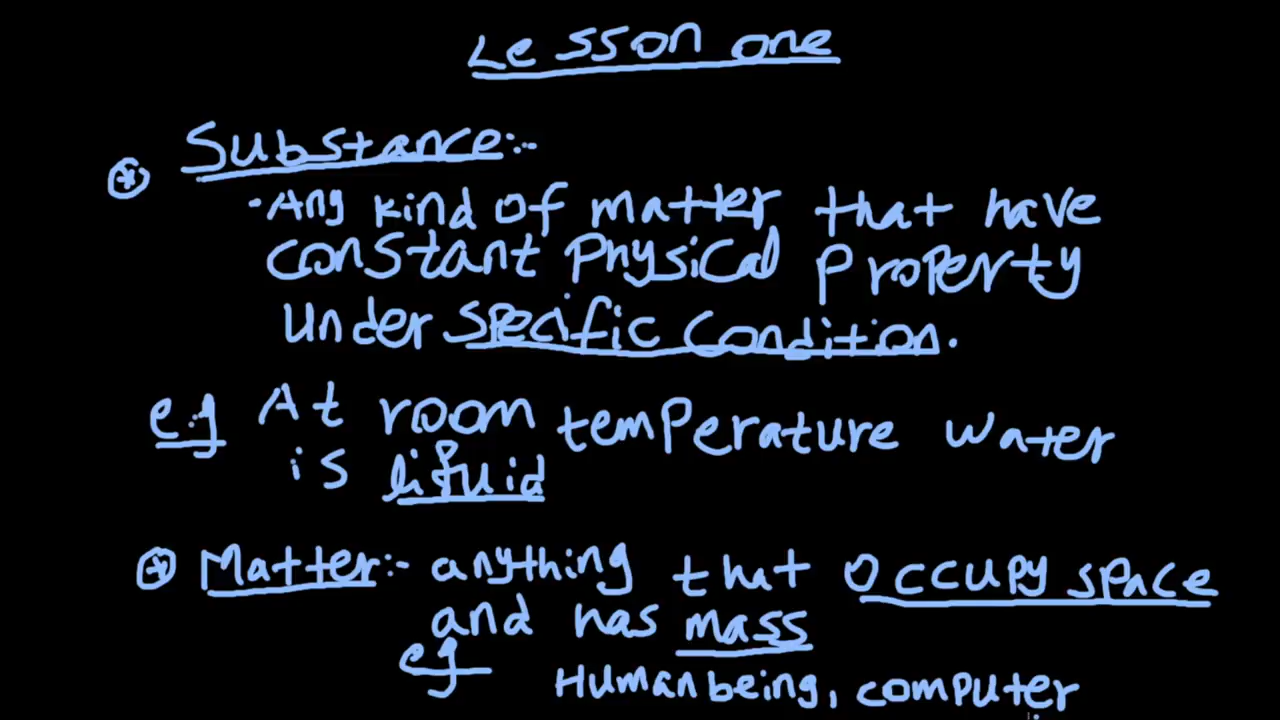 Lesson one
Substance:-
· Any kind of matter that have
constant physical property
under specific condition.
e.g At room temperature water
is liquid
Matter:- anything that occupy space
and has mass
eg
Human being, computer